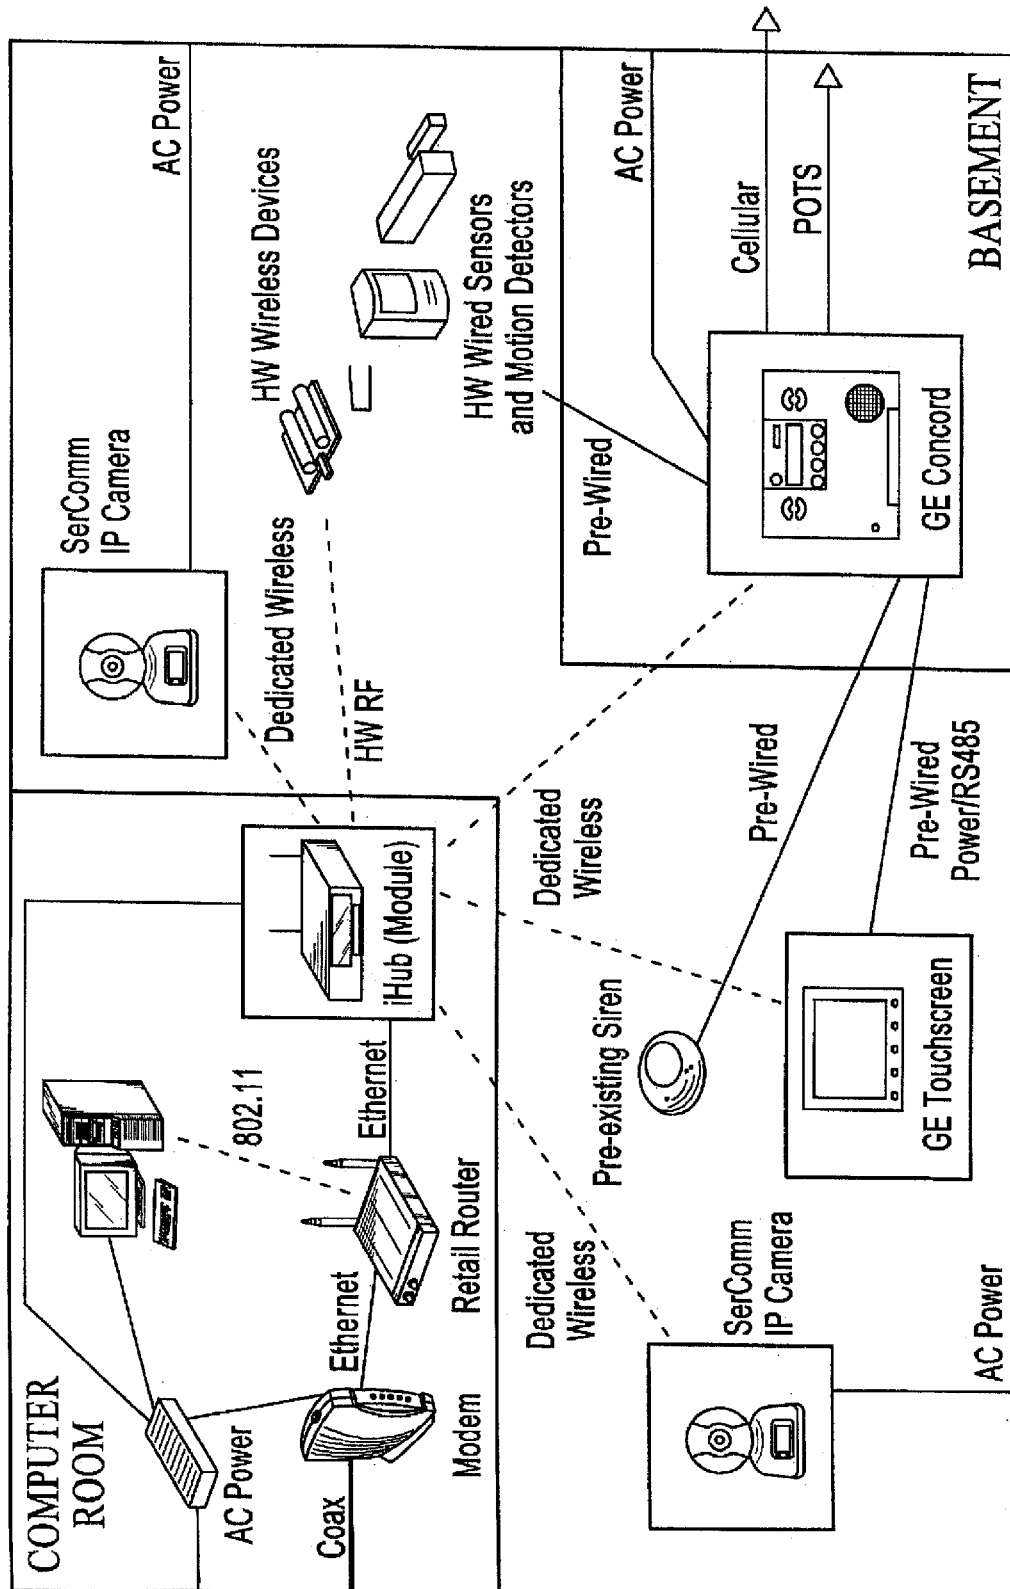 COMPUTER
ROOM
AC Power
Coax
Modem
Ethernet
Retail Router
802.11
Ethernet
iHub (Module)
SerComm
IP Camera
AC Power
Dedicated Wireless
HW RF
HW Wireless Devices
HW Wired Sensors
and Motion Detectors
Pre-Wired
AC Power
Cellular
POTS
BASEMENT
GE Concord
Dedicated
Wireless
Pre-Wired
Pre-Wired
Power/RS485
Pre-existing Siren
GE Touchscreen
Dedicated
Wireless
SerComm
IP Camera
AC Power